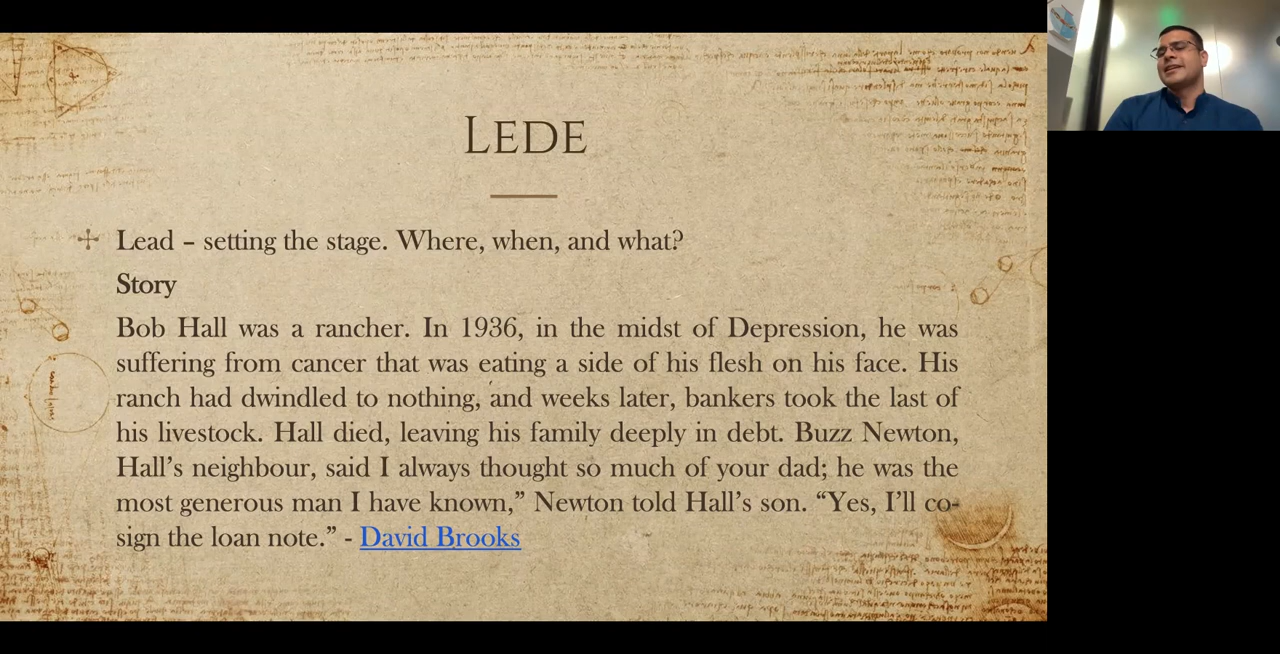 LEDE
Lead – setting the stage. Where, when, and what?
Story
Bob Hall was a rancher. In 1936, in the midst of Depression, he was
suffering from cancer that was eating a side of his flesh on his face. His
ranch had dwindled to nothing, and weeks later, bankers took the last of
his livestock. Hall died, leaving his family deeply in debt. Buzz Newton,
Hall’s neighbour, said I always thought so much of your dad; he was the
most generous man I have known,” Newton told Hall’s son. “Yes, I’ll co-
sign the loan note.” - David Brooks